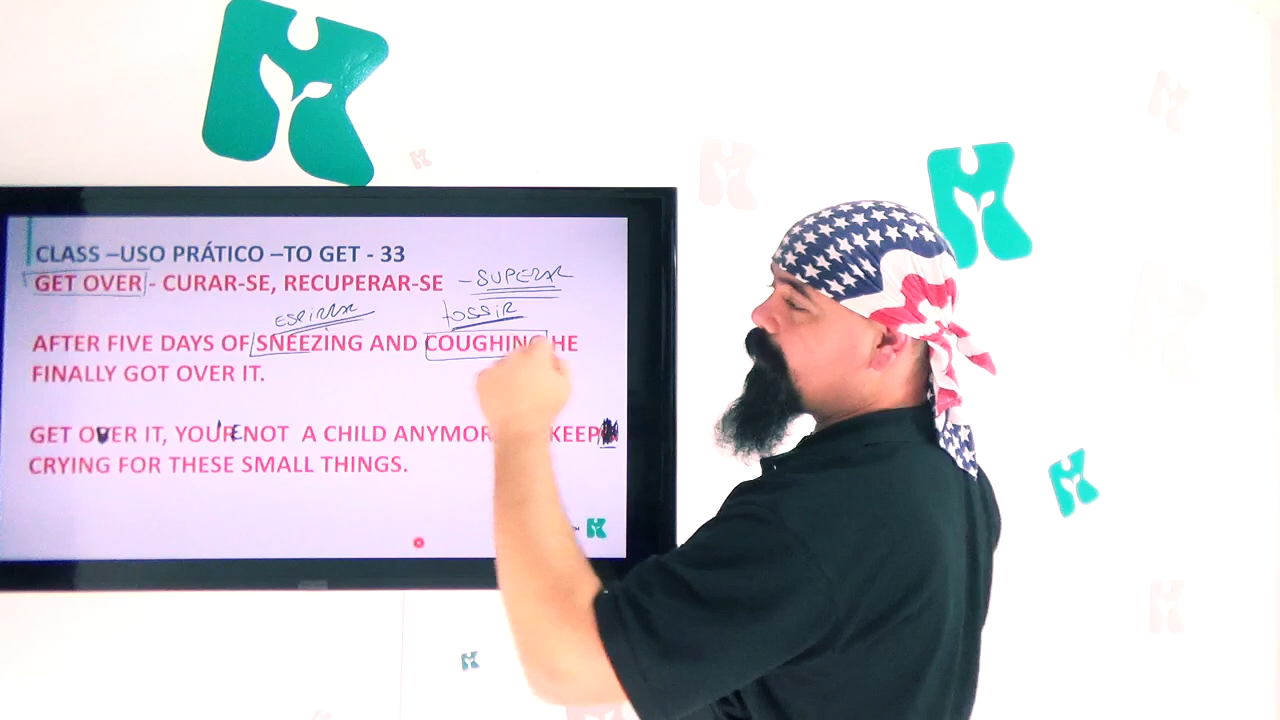 CLASS –USO PRÁTICO –TO GET - 33
GET OVER - CURAR-SE, RECUPERAR-SE - SUPERAR
ESPIRRAR TOSSIR
AFTER FIVE DAYS OF SNEEZING AND COUGHING HE
FINALLY GOT OVER IT.
GET OVER IT, YOU'RE NOT A CHILD ANYMOR KEEP
CRYING FOR THESE SMALL THINGS.